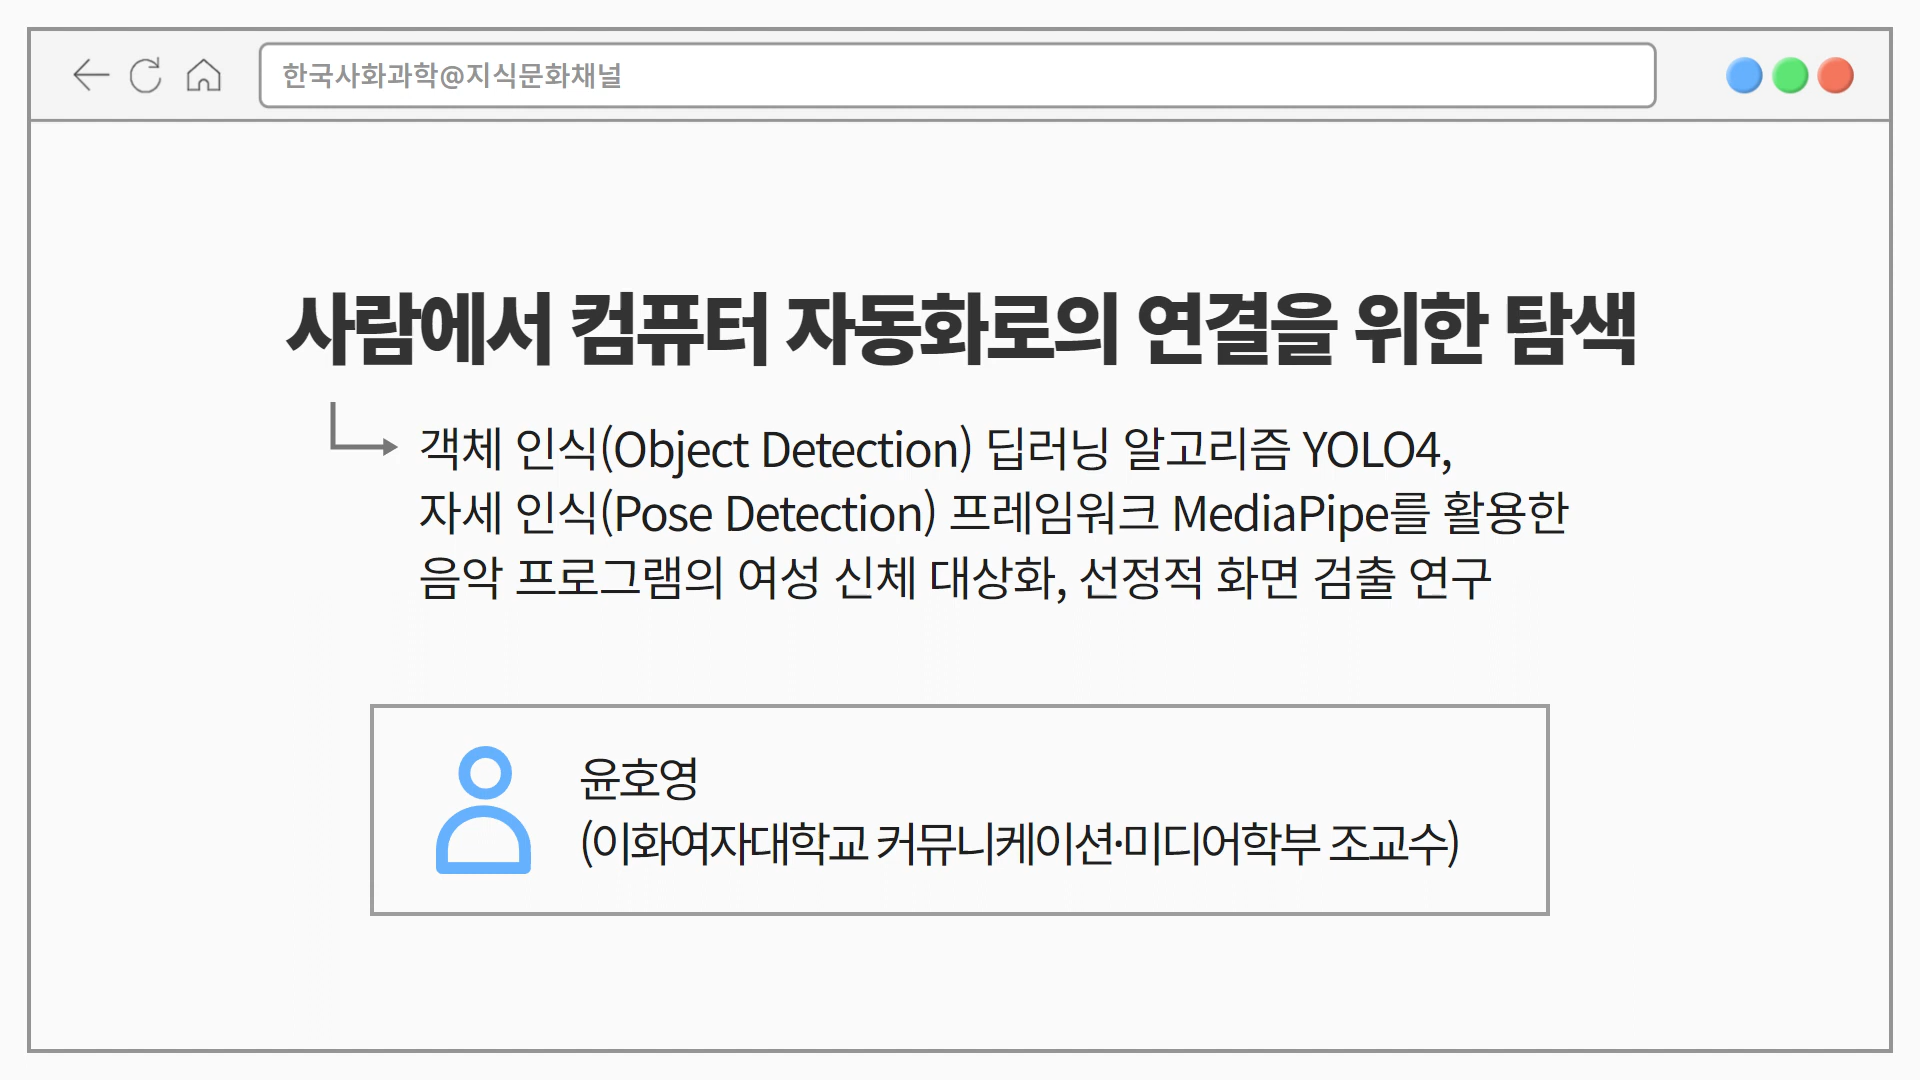 한국사화과학@지식문화채널
사람에서 컴퓨터 자동화로의 연결을 위한 탐색
객체 인식(Object Detection) 딥러닝 알고리즘 YOLO4,
자세 인식(Pose Detection) 프레임워크 MediaPipe를 활용한
음악 프로그램의 여성 신체 대상화, 선정적 화면 검출 연구
윤호영
(이화여자대학교 커뮤니케이션·미디어학부 조교수)